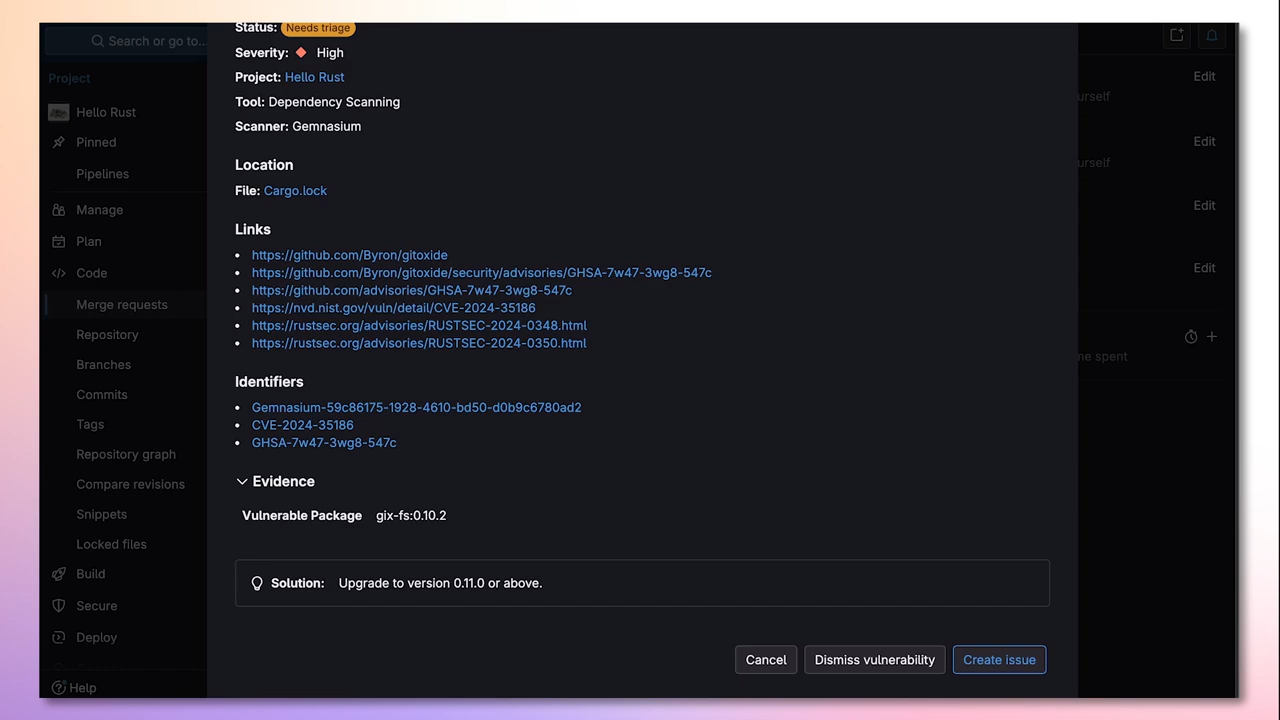 Search or go to...
Project
Hello Rust
Pinned
Pipelines
Manage
Plan
Code
Merge requests
Repository
Branches
Commits
Tags
Repository graph
Compare revisions
Snippets
Locked files
Build
Secure
Deploy
Help
Status: Needs triage
Severity: High
Project: Hello Rust
Tool: Dependency Scanning
Scanner: Gemnasium
Location
File: Cargo.lock
Links
• https://github.com/Byron/gitoxide
• https://github.com/Byron/gitoxide/security/advisories/GHSA-7w47-3wg8-547c
• https://github.com/advisories/GHSA-7w47-3wg8-547c
• https://nvd.nist.gov/vuln/detail/CVE-2024-35186
• https://rustsec.org/advisories/RUSTSEC-2024-0348.html
• https://rustsec.org/advisories/RUSTSEC-2024-0350.html
Identifiers
• Gemnasium-59c86175-1928-4610-bd50-d0b9c6780ad2
• CVE-2024-35186
• GHSA-7w47-3wg8-547c
Evidence
Vulnerable Package gix-fs:0.10.2
Solution: Upgrade to version 0.11.0 or above.
Cancel
Dismiss vulnerability
Create issue
Edit
urself
Edit
urself
Edit
Edit
me spent